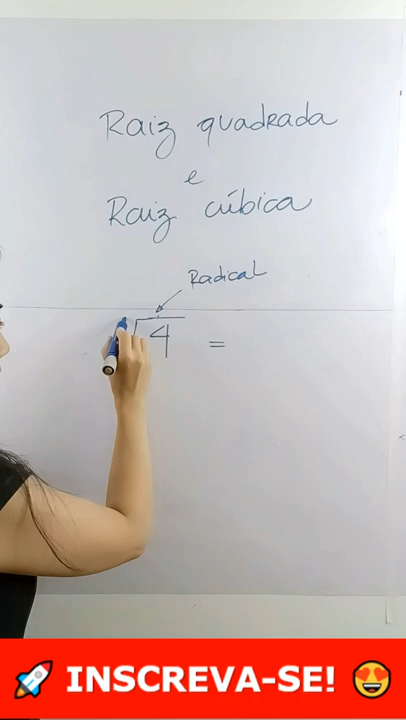 Raiz quadrada
e
Raiz cúbica
Radical
√4 =
🚀 INSCREVA-SE! 😍